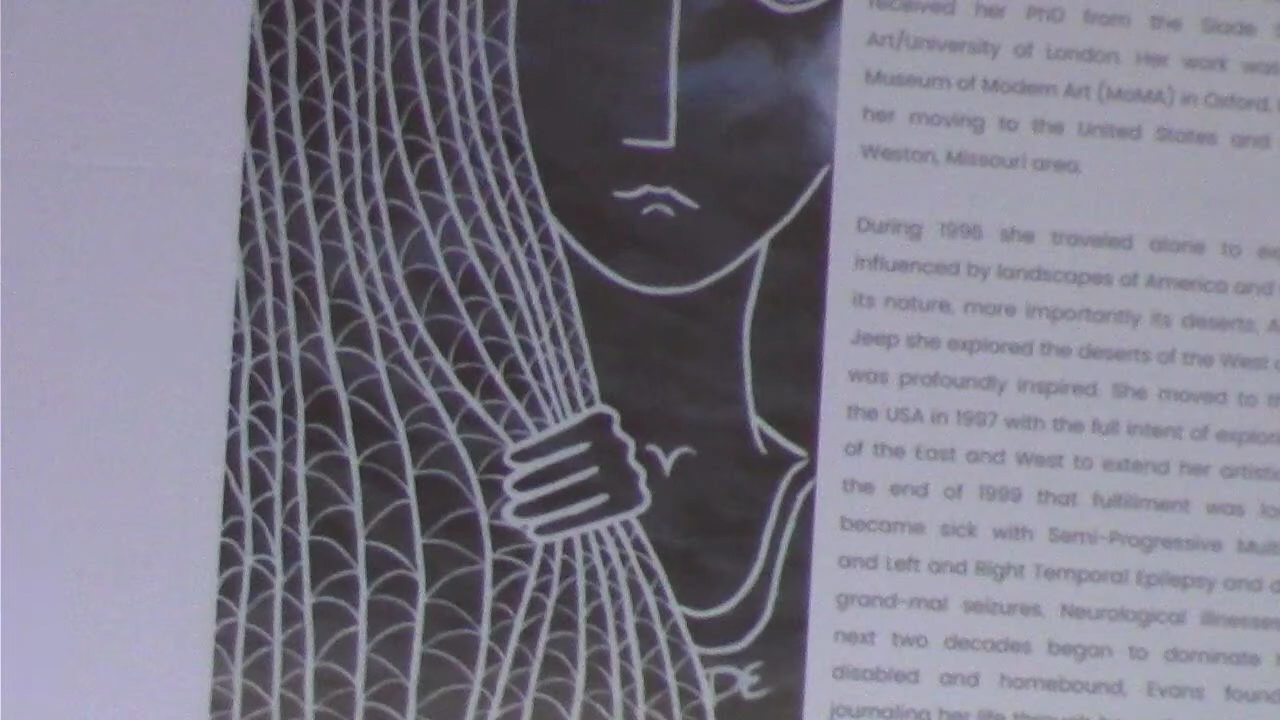 received her PhD from the Slade
Art/University of London. Her work was
Museum of Modern Art (MoMA) in Oxford,
her moving to the United States and
Weston, Missouri area.
During 1996 she traveled alone to
influenced by landscapes of America and
its nature, more importantly its deserts.
Jeep she explored the deserts of the West
was profoundly inspired. She moved to
the USA in 1997 with the full intent of
of the East and West to extend her
the end of 1999 that fulfillment was
became sick with Semi-Progressive
and Left and Right Temporal Epilepsy and
grand-mal seizures. Neurological illnesses
next two decades began to dominate
disabled and homebound, Evans
journaling her life through
DE